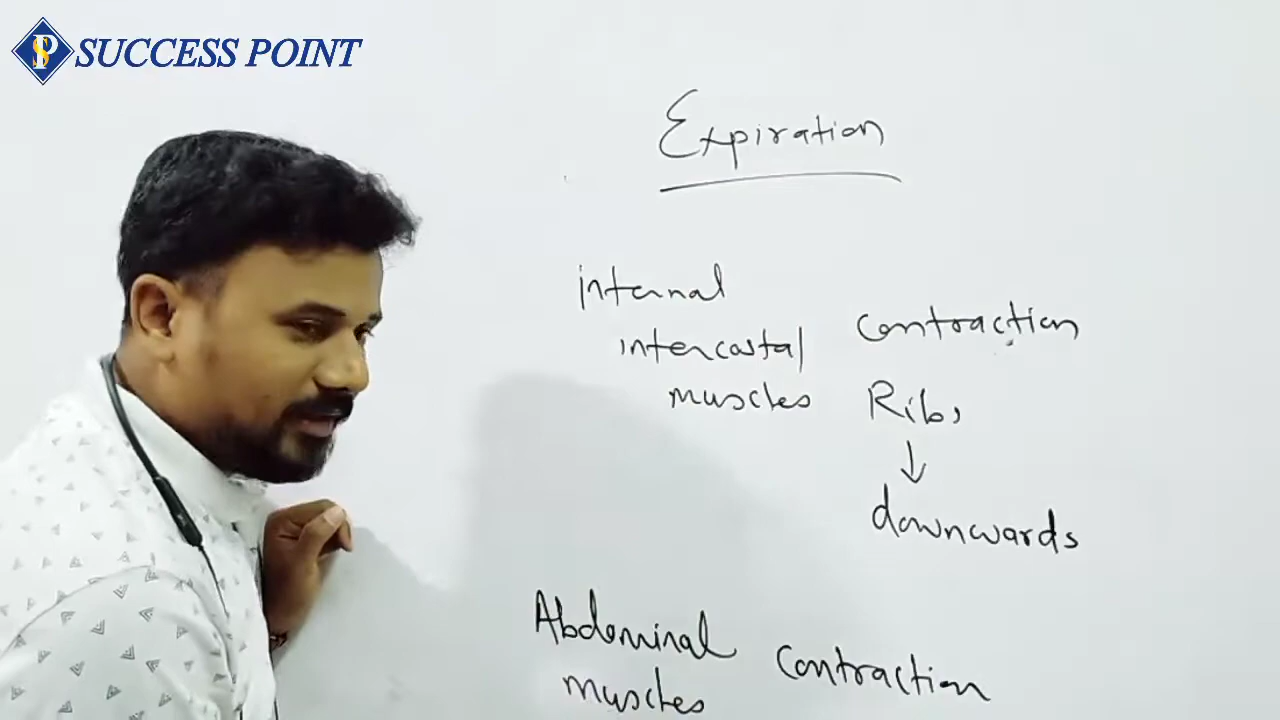 SUCCESS POINT
Expiration
internal
intercostal
muscles
contraction
Ribs
↓
downwards
Abdominal
muscles
contraction